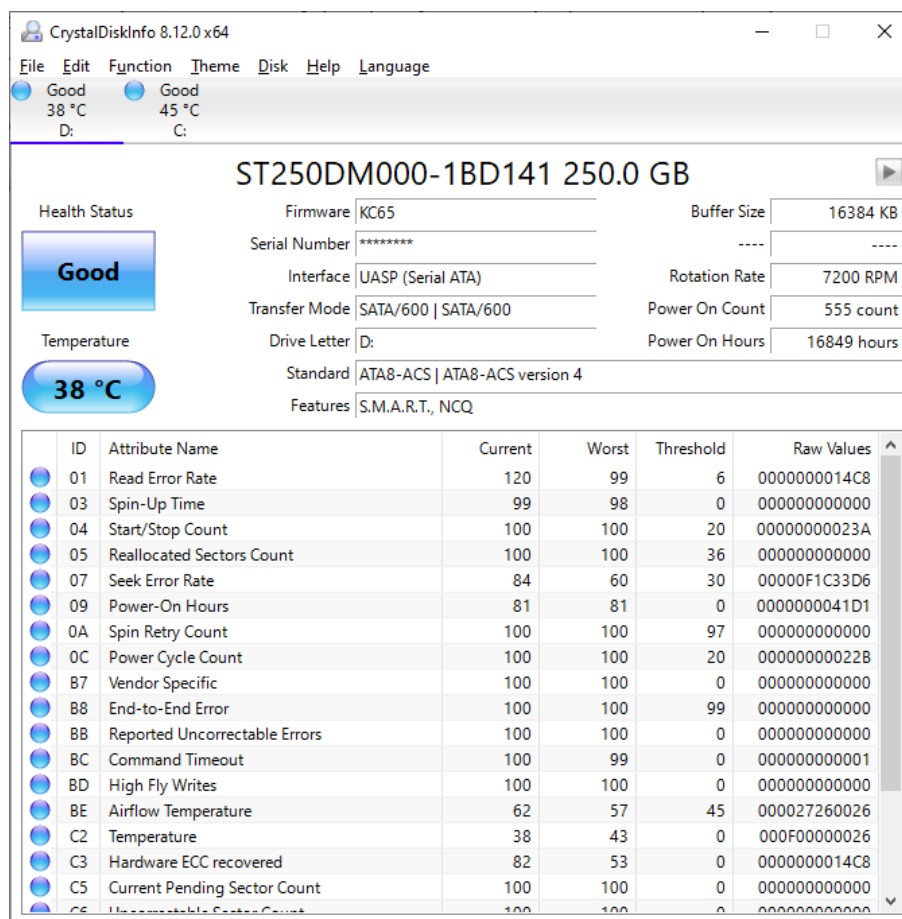 CrystalDiskInfo 8.12.0 x64
File Edit Function Theme Disk Help Language
Good Good
38 °C 45 °C
D: C:
ST250DM000-1BD141 250.0 GB
Health Status Firmware KC65 Buffer Size 16384 KB
Serial Number ******** ---- ----
Good Interface UASP (Serial ATA) Rotation Rate 7200 RPM
Transfer Mode SATA/600 | SATA/600 Power On Count 555 count
Temperature Drive Letter D: Power On Hours 16849 hours
38 °C Standard ATA8-ACS | ATA8-ACS version 4
Features S.M.A.R.T., NCQ
ID Attribute Name Current Worst Threshold Raw Values
01 Read Error Rate 120 99 6 0000000014C8
03 Spin-Up Time 99 98 0 000000000000
04 Start/Stop Count 100 100 20 00000000023A
05 Reallocated Sectors Count 100 100 36 000000000000
07 Seek Error Rate 84 60 30 00000F1C33D6
09 Power-On Hours 81 81 0 0000000041D1
0A Spin Retry Count 100 100 97 000000000000
0C Power Cycle Count 100 100 20 00000000022B
B7 Vendor Specific 100 100 0 000000000000
B8 End-to-End Error 100 100 99 000000000000
BB Reported Uncorrectable Errors 100 100 0 000000000000
BC Command Timeout 100 99 0 000000000001
BD High Fly Writes 100 100 0 000000000000
BE Airflow Temperature 62 57 45 000027260026
C2 Temperature 38 43 0 000F00000026
C3 Hardware ECC recovered 82 53 0 0000000014C8
C5 Current Pending Sector Count 100 100 0 000000000000
C6 Uncorrectable Sector Count 100 100 0 000000000000